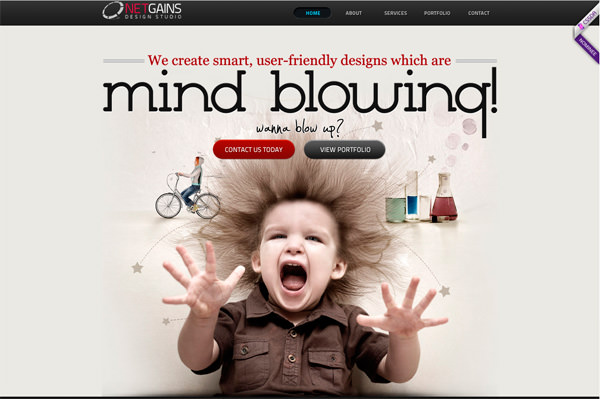 NETGAINS
DESIGN STUDIO
HOME
ABOUT
SERVICES
PORTFOLIO
CONTACT
NOMINEE
We create smart, user-friendly designs which are
mind blowing!
wanna blow up?
CONTACT US TODAY
VIEW PORTFOLIO